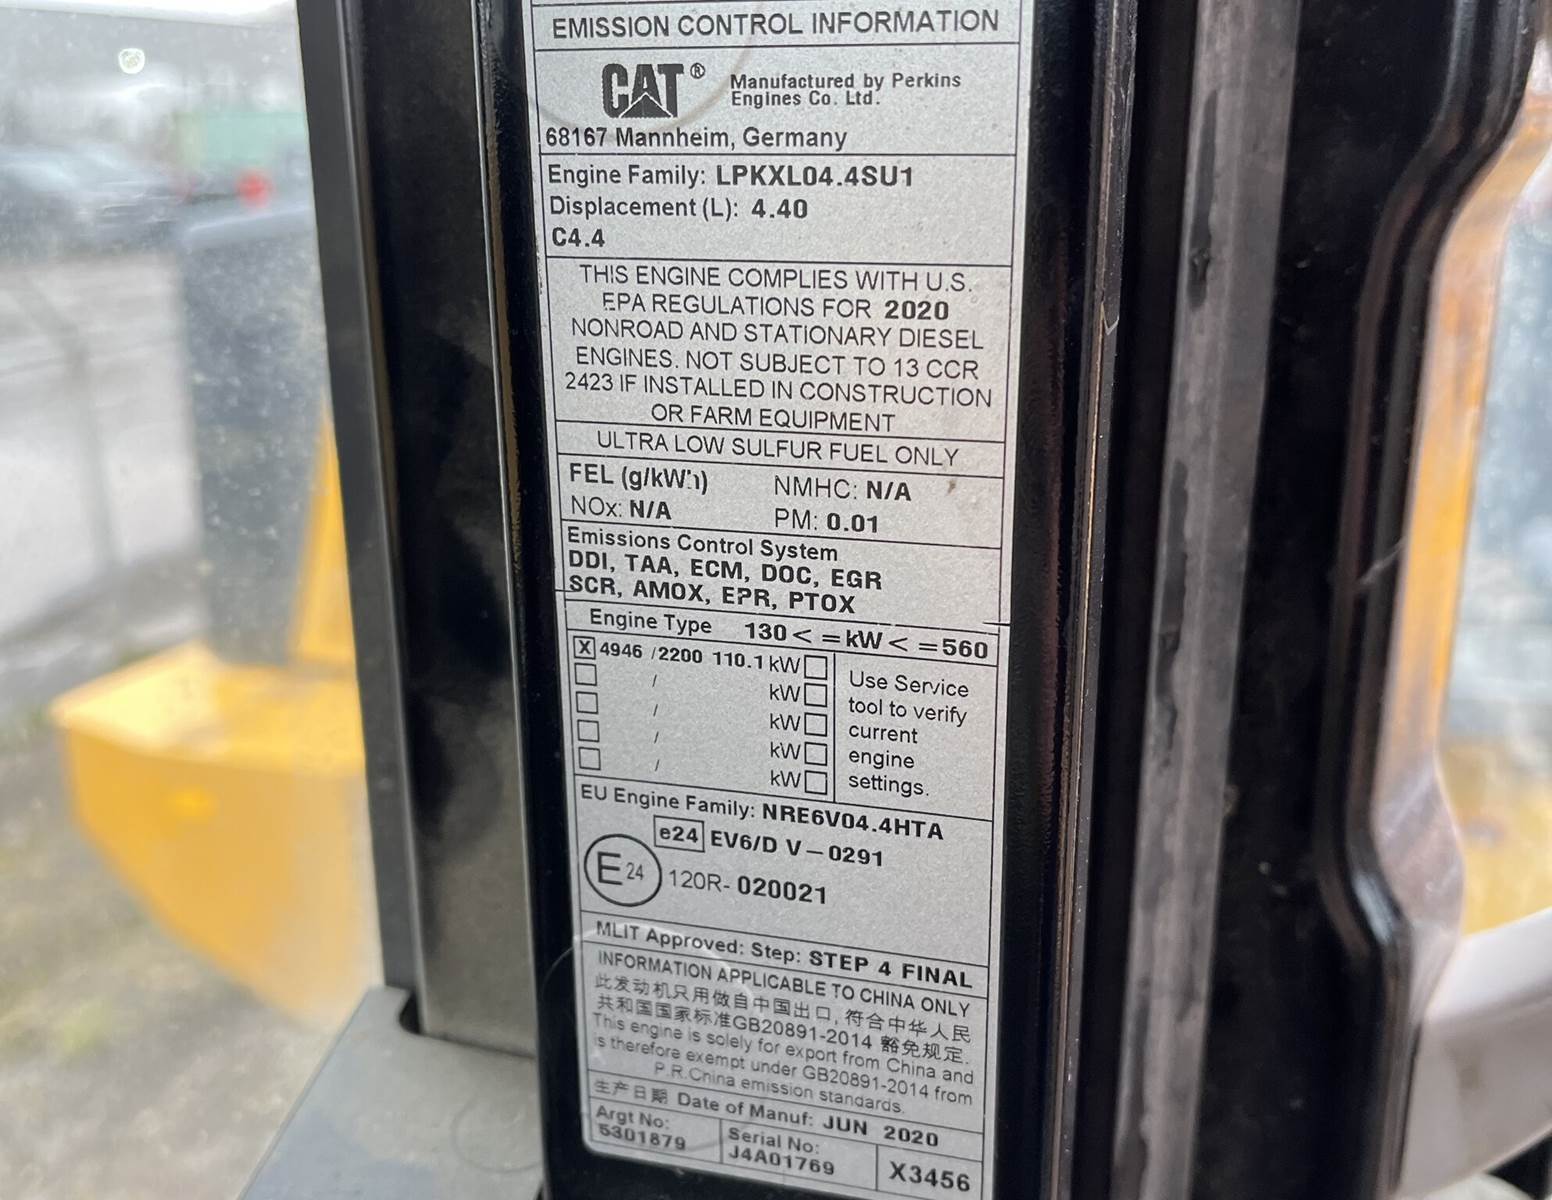 EMISSION CONTROL INFORMATION
CAT® Manufactured by Perkins
Engines Co. Ltd.
68167 Mannheim, Germany
Engine Family: LPKXL04.4SU1
Displacement (L): 4.40
C4.4
THIS ENGINE COMPLIES WITH U.S.
EPA REGULATIONS FOR 2020
NONROAD AND STATIONARY DIESEL
ENGINES. NOT SUBJECT TO 13 CCR
2423 IF INSTALLED IN CONSTRUCTION
OR FARM EQUIPMENT
ULTRA LOW SULFUR FUEL ONLY
FEL (g/kWh) NMHC: N/A
NOx: N/A PM: 0.01
Emissions Control System
DDI, TAA, ECM, DOC, EGR
SCR, AMOX, EPR, PTOX
Engine Type 130 < = kW < = 560
X 4946 / 2200 110.1 kW
/ kW
/ kW
/ kW
/ kW
Use Service
tool to verify
current
engine
settings.
EU Engine Family: NRE6V04.4HTA
e24 EV6/D V-0291
E 24 120R- 020021
MLIT Approved: Step: STEP 4 FINAL
INFORMATION APPLICABLE TO CHINA ONLY
此发动机只用做自中国出口, 符合中华人民
共和国国家标准GB20891-2014 豁免规定.
This engine is solely for export from China and
is therefore exempt under GB20891-2014 from
P.R.China emission standards.
生产日期 Date of Manuf: JUN 2020
Argt No:
5301879
Serial No:
J4A01769
X3456